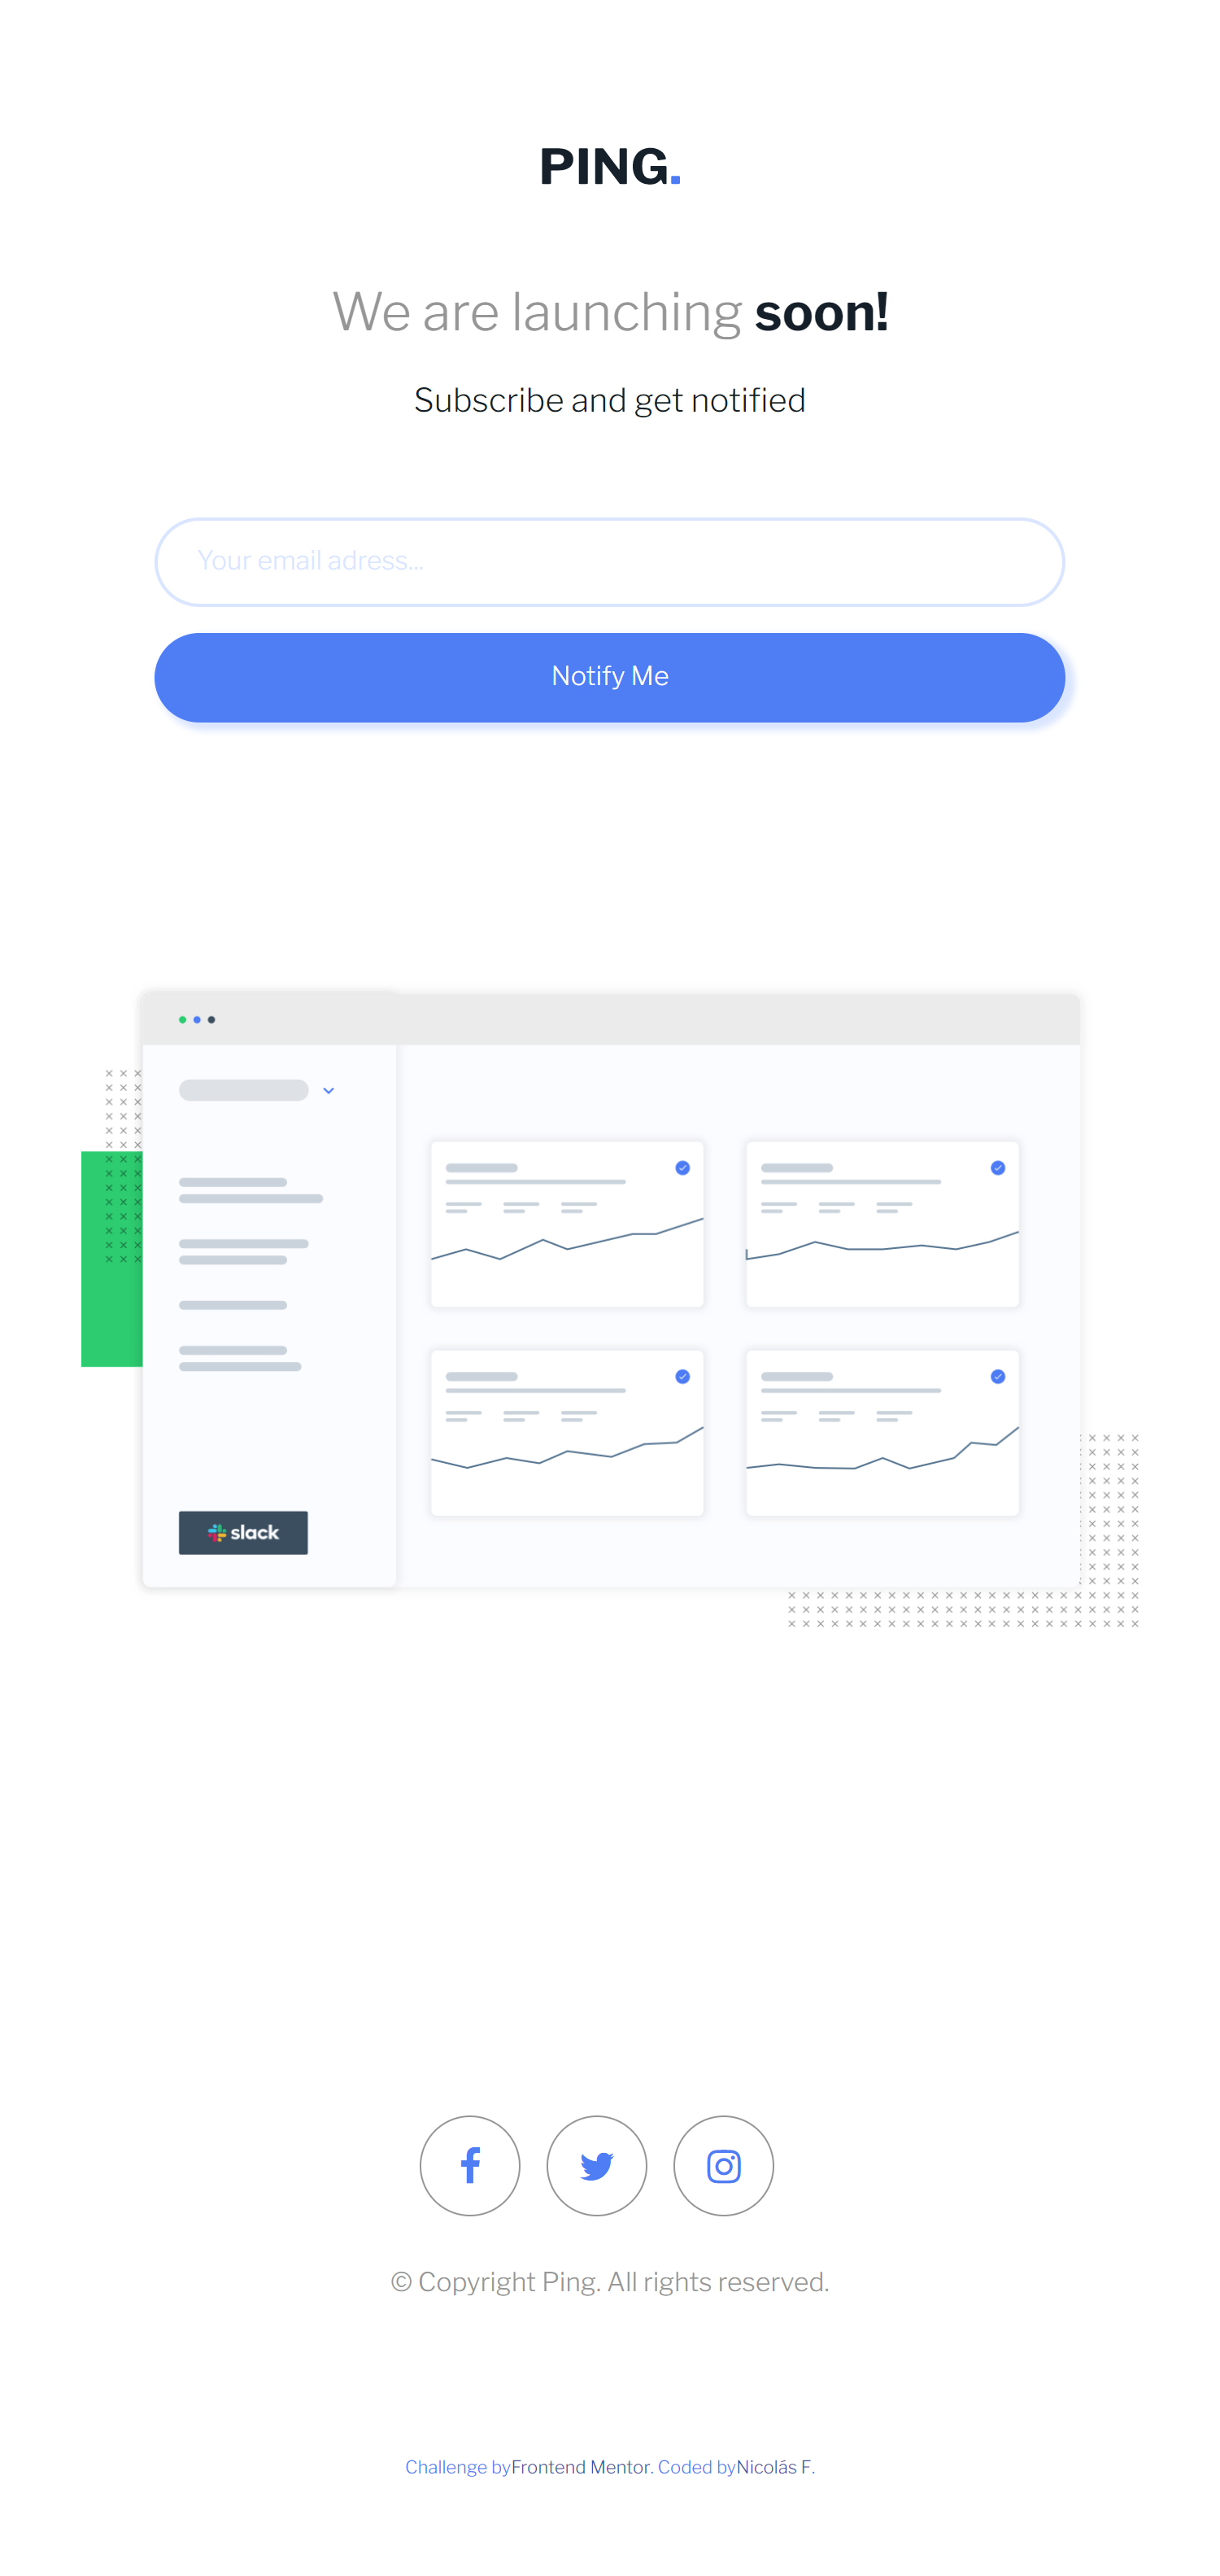 PING.
We are launching soon!
Subscribe and get notified
Your email adress...
Notify Me
slack
© Copyright Ping. All rights reserved.
Challenge byFrontend Mentor. Coded byNicolás F.